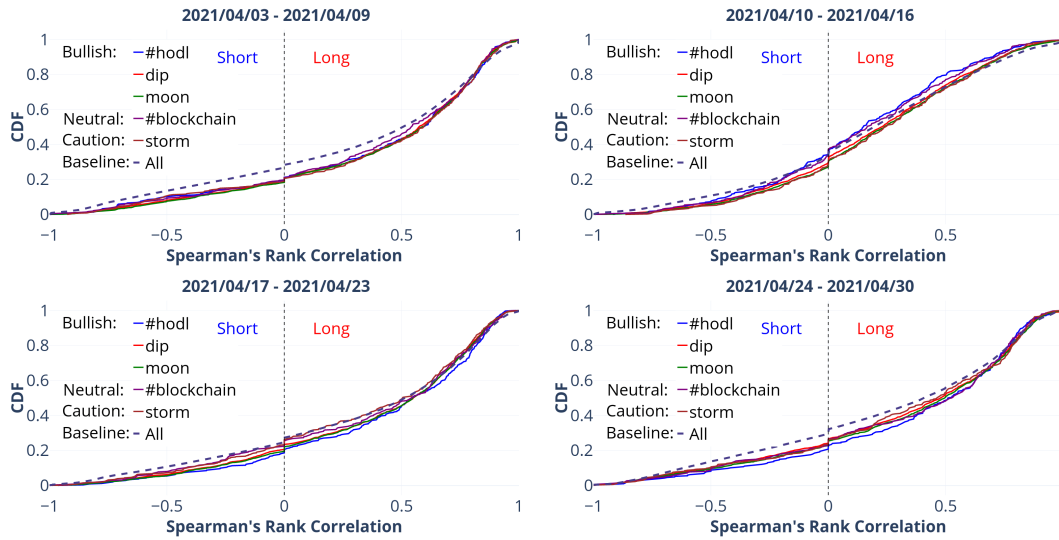 2021/04/03 - 2021/04/09
1
0.8
0.6
0.4
0.2
0
CDF
Bullish:
#hodl
dip
moon
Neutral:
#blockchain
Caution:
storm
Baseline:
All
Short
Long
−1
−0.5
0
0.5
1
Spearman's Rank Correlation
2021/04/10 - 2021/04/16
1
0.8
0.6
0.4
0.2
0
CDF
Bullish:
#hodl
dip
moon
Neutral:
#blockchain
Caution:
storm
Baseline:
All
Short
Long
−1
−0.5
0
0.5
Spearman's Rank Correlation
2021/04/17 - 2021/04/23
1
0.8
0.6
0.4
0.2
0
CDF
Bullish:
#hodl
dip
moon
Neutral:
#blockchain
Caution:
storm
Baseline:
All
Short
Long
−1
−0.5
0
0.5
1
Spearman's Rank Correlation
2021/04/24 - 2021/04/30
1
0.8
0.6
0.4
0.2
0
CDF
Bullish:
#hodl
dip
moon
Neutral:
#blockchain
Caution:
storm
Baseline:
All
Short
Long
−1
−0.5
0
0.5
Spearman's Rank Correlation